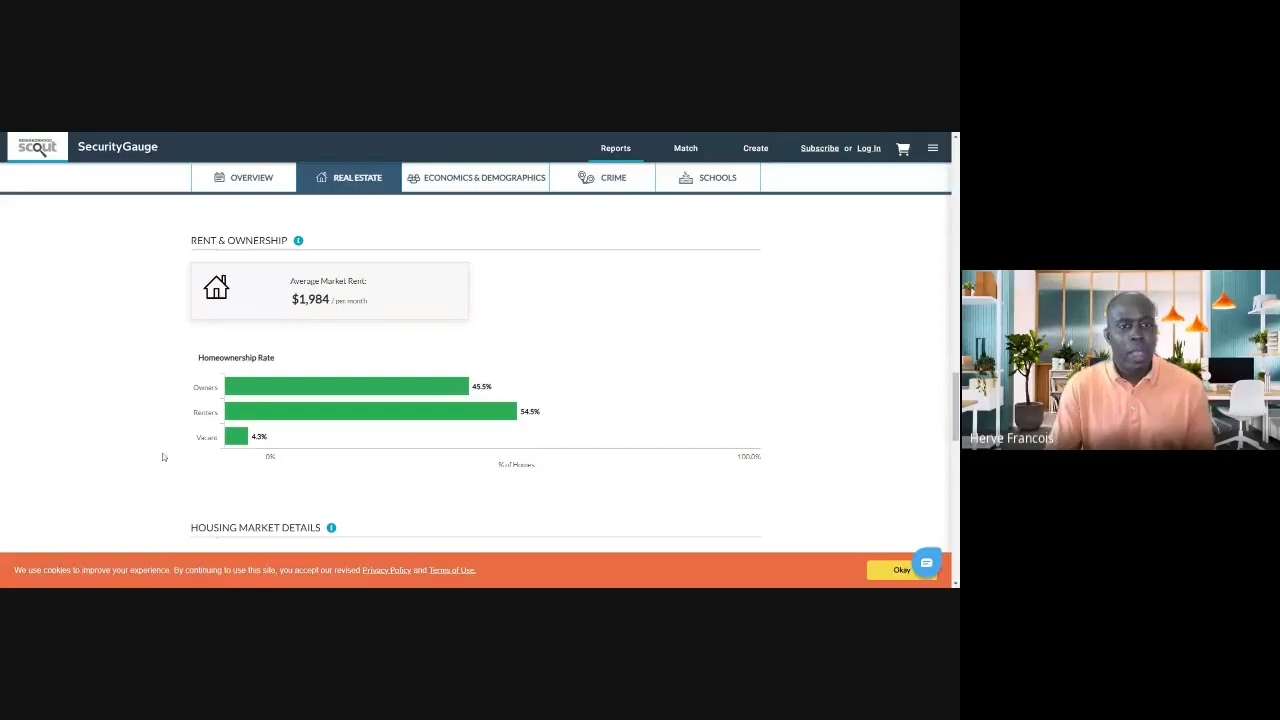 NEIGHBORHOOD
scout
SecurityGauge
Reports
Match
Create
Subscribe or Log In
OVERVIEW
REAL ESTATE
ECONOMICS & DEMOGRAPHICS
CRIME
SCHOOLS
RENT & OWNERSHIP i
Average Market Rent:
$1,984 / per month
Homeownership Rate
Owners 45.5%
Renters 54.5%
Vacant 4.3%
0% 100.0%
% of Homes
HOUSING MARKET DETAILS i
We use cookies to improve your experience. By continuing to use this site, you accept our revised Privacy Policy and Terms of Use.
Okay
Herve Francois